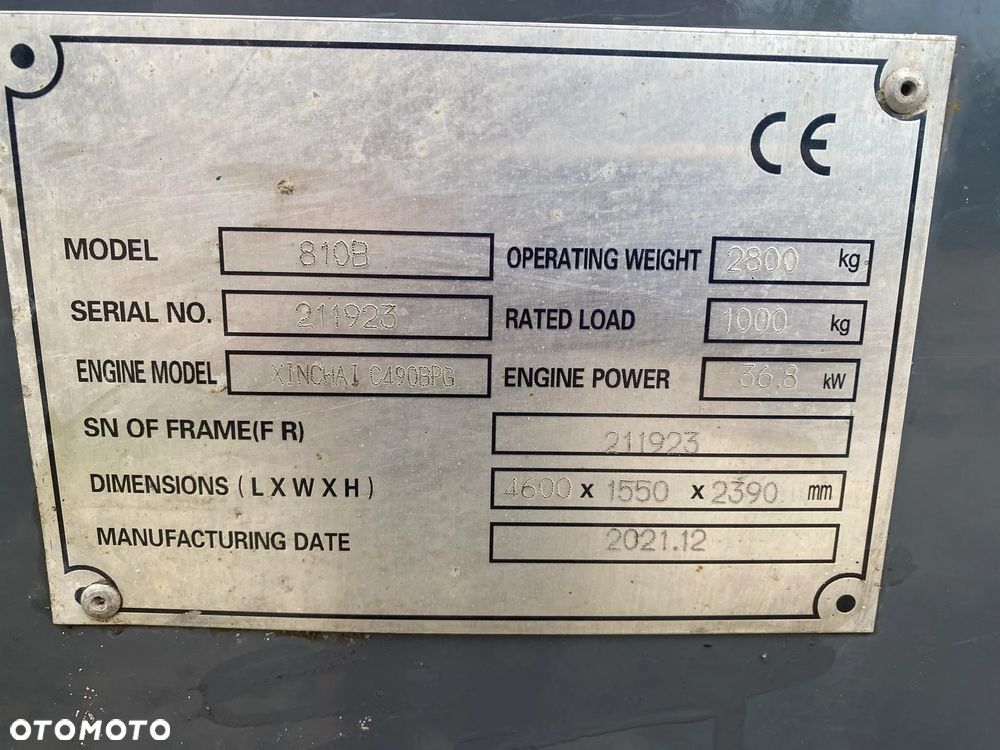 CE
MODEL 810B OPERATING WEIGHT 2800 kg
SERIAL NO. 211923 RATED LOAD 1000 kg
ENGINE MODEL XINCHAI C490BPG ENGINE POWER 36.8 kW
SN OF FRAME(F R) 211923
DIMENSIONS ( L X W X H ) 4600 x 1550 x 2390 mm
MANUFACTURING DATE 2021.12
OTOMOTO